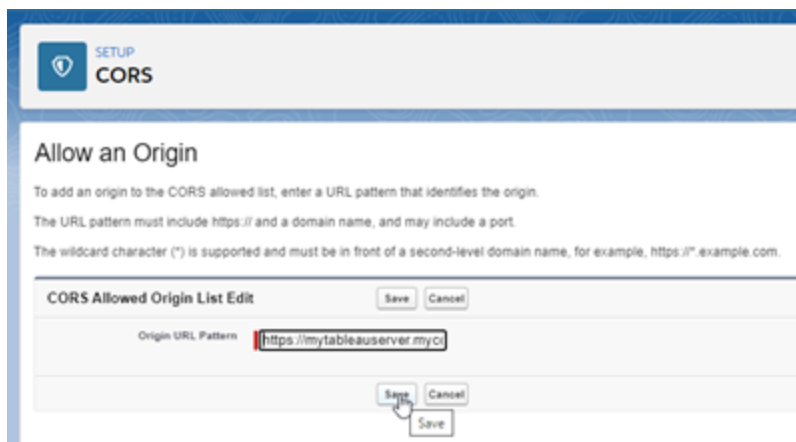 SETUP
CORS
Allow an Origin
To add an origin to the CORS allowed list, enter a URL pattern that identifies the origin.
The URL pattern must include https:// and a domain name, and may include a port.
The wildcard character (*) is supported and must be in front of a second-level domain name, for example, https://*.example.com.
CORS Allowed Origin List Edit Save Cancel
Origin URL Pattern https://mytableauserver.myco
Save Cancel
Save